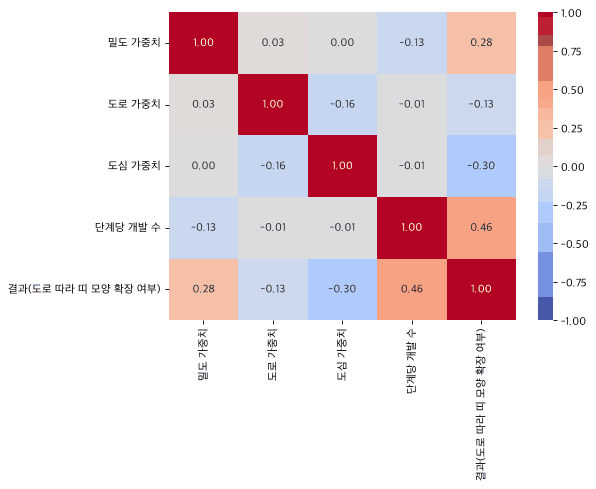 밀도 가중치 1.00 0.03 0.00 -0.13 0.28
도로 가중치 0.03 1.00 -0.16 -0.01 -0.13
도심 가중치 0.00 -0.16 1.00 -0.01 -0.30
단계당 개발 수 -0.13 -0.01 -0.01 1.00 0.46
결과(도로 따라 띠 모양 확장 여부) 0.28 -0.13 -0.30 0.46 1.00
밀도 가중치
도로 가중치
도심 가중치
단계당 개발 수
결과(도로 따라 띠 모양 확장 여부)
1.00
0.75
0.50
0.25
0.00
-0.25
-0.50
-0.75
-1.00